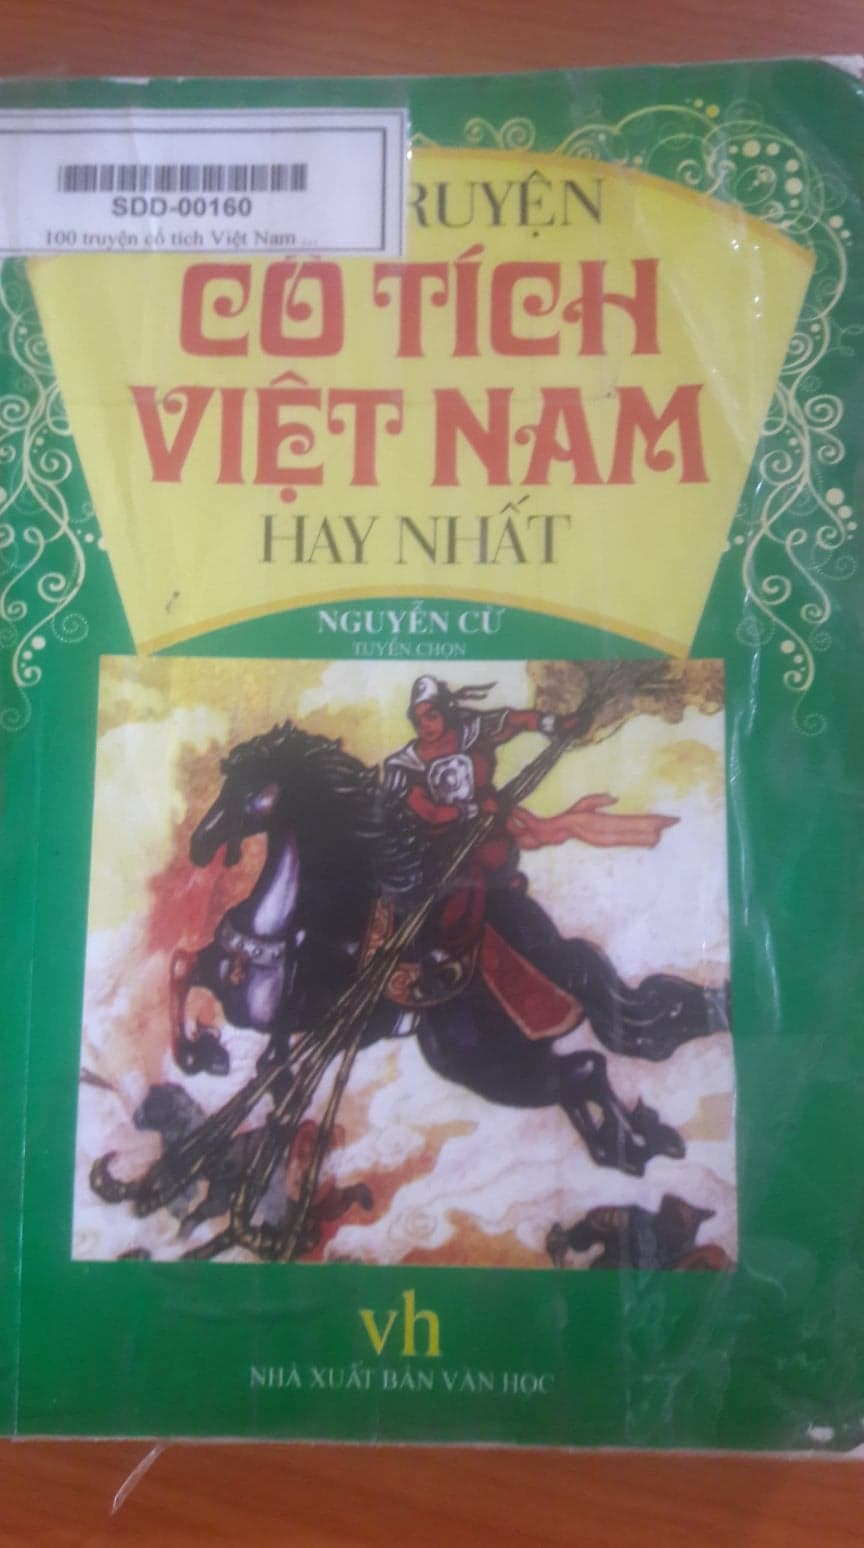 SDD-00160
100 truyện cổ tích Việt Nam ...
RUYỆN
CỔ TÍCH
VIỆT NAM
HAY NHẤT
NGUYỄN CỪ
TUYỂN CHỌN
vh
NHÀ XUẤT BẢN VĂN HỌC